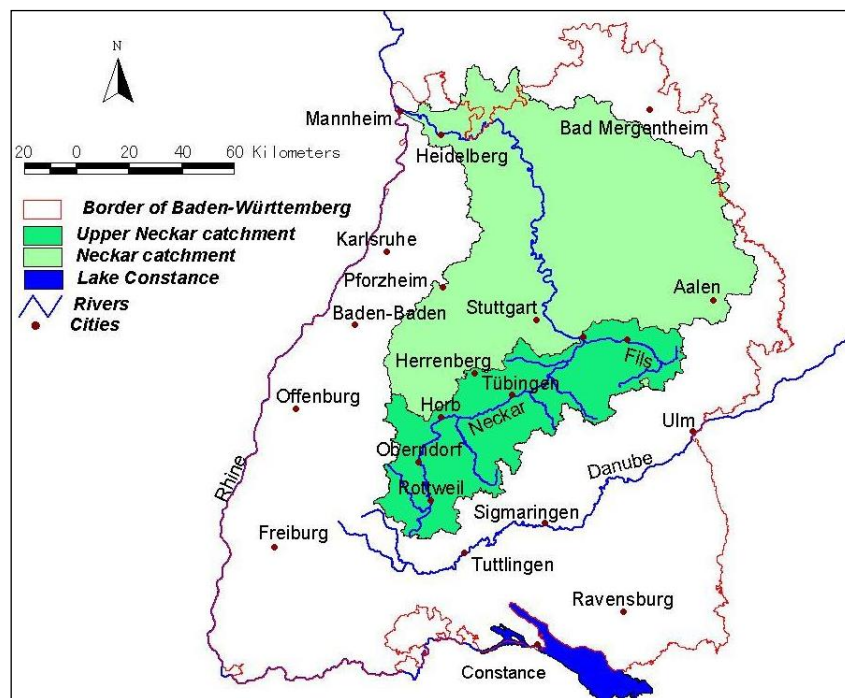 N
Mannheim
Bad Mergentheim
Heidelberg
20 0 20 40 60 Kilometers
Border of Baden-Württemberg
Upper Neckar catchment
Neckar catchment
Lake Constance
Rivers
Cities
Karlsruhe
Pforzheim
Baden-Baden
Stuttgart
Aalen
Herrenberg
Fils
Tübingen
Offenburg
Horb
Neckar
Ulm
Oberndorf
Danube
Rhine
Rottweil
Sigmaringen
Freiburg
Tuttlingen
Ravensburg
Constance